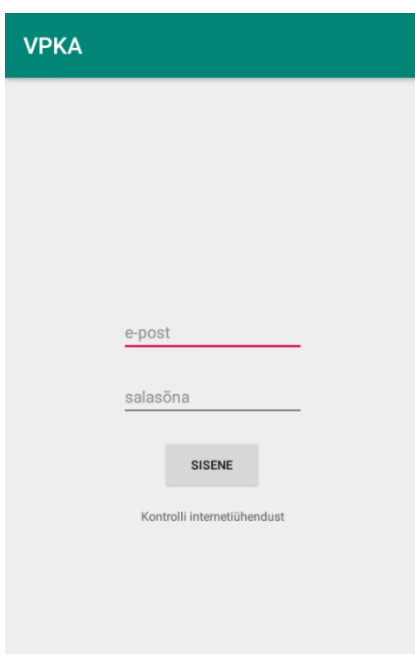 VPKA
e-post
salasõna
SISENE
Kontrolli internetiühendust